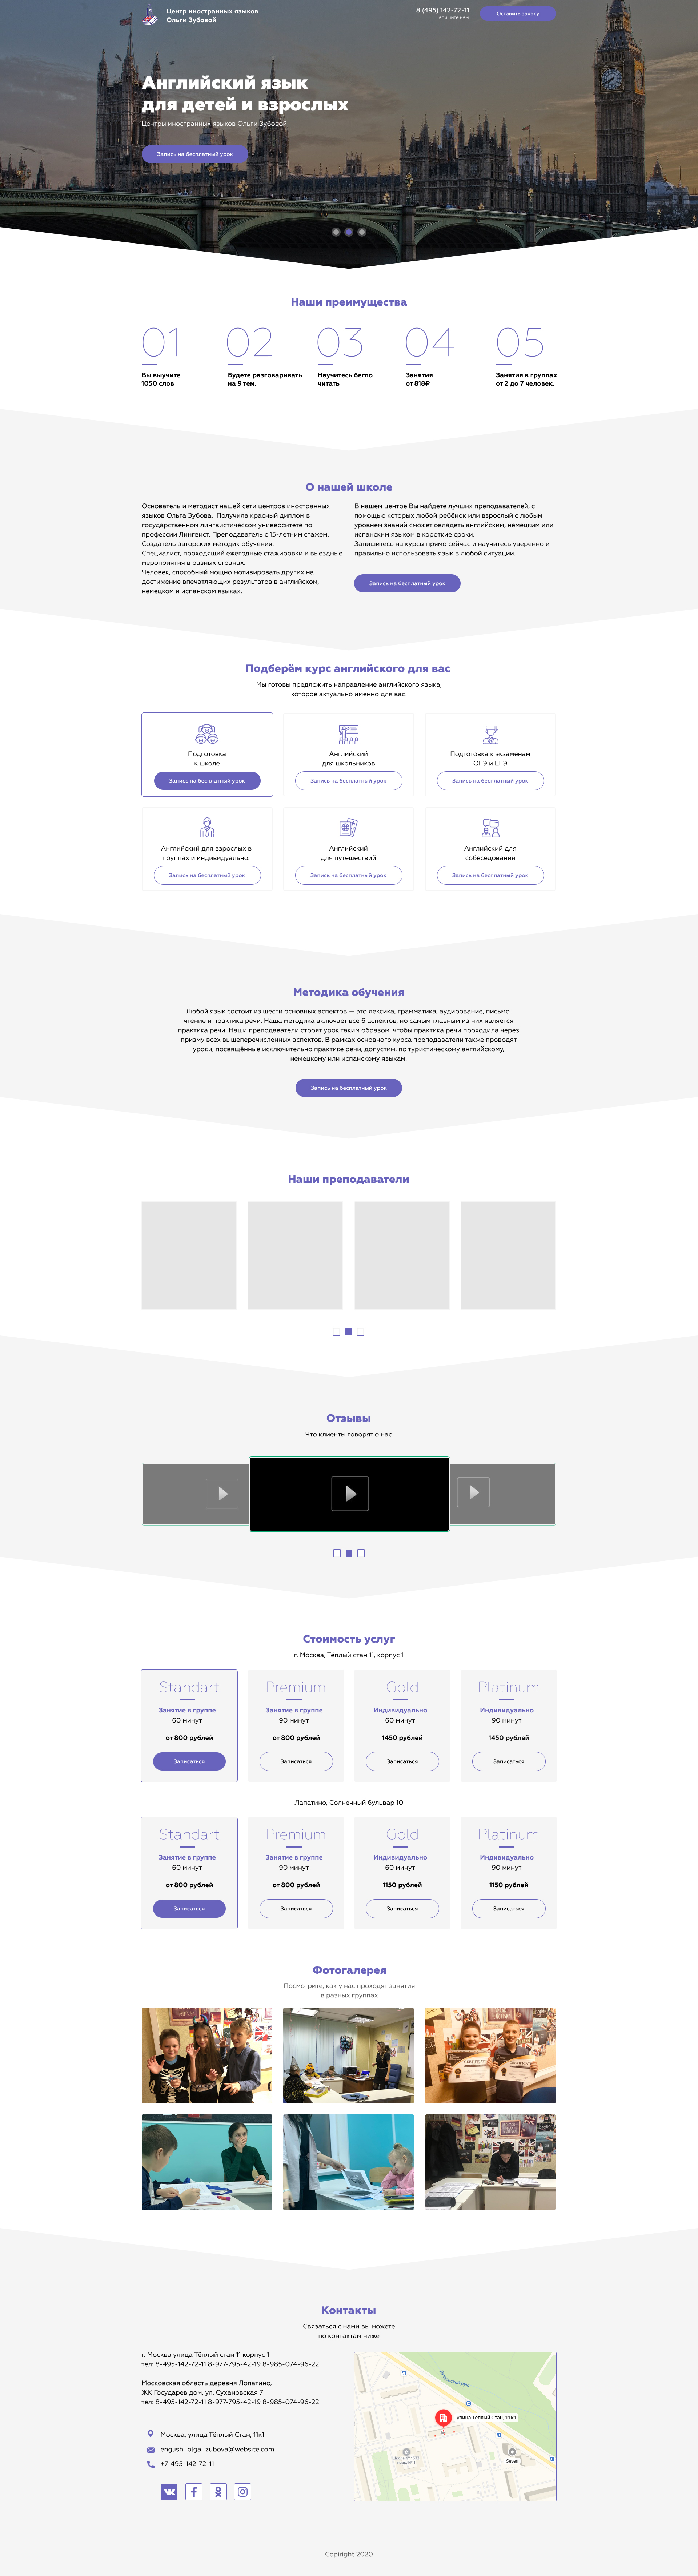 Центр иностранных языков
Ольги Зубовой
8 (495) 142-72-11
Напишите нам
Оставить заявку
Английский язык
для детей и взрослых
Центры иностранных языков Ольги Зубовой
Запись на бесплатный урок
Наши преимущества
01
02
03
04
05
Вы выучите
1050 слов
Будете разговаривать
на 9 тем.
Научитесь бегло
читать
Занятия
от 818₽
Занятия в группах
от 2 до 7 человек.
О нашей школе
Основатель и методист нашей сети центров иностранных
языков Ольга Зубова. Получила красный диплом в
государственном лингвистическом университете по
профессии Лингвист. Преподаватель с 15-летним стажем.
Создатель авторских методик обучения.
Специалист, проходящий ежегодные стажировки и выездные
мероприятия в разных странах.
Человек, способный мощно мотивировать других на
достижение впечатляющих результатов в английском,
немецком и испанском языках.
В нашем центре Вы найдете лучших преподавателей, с
помощью которых любой ребёнок или взрослый с любым
уровнем знаний сможет овладеть английским, немецким или
испанским языком в короткие сроки.
Запишитесь на курсы прямо сейчас и научитесь уверенно и
правильно использовать язык в любой ситуации.
Запись на бесплатный урок
Подберём курс английского для вас
Мы готовы предложить направление английского языка,
которое актуально именно для вас.
Подготовка
к школе
Запись на бесплатный урок
Английский
для школьников
Запись на бесплатный урок
Подготовка к экзаменам
ОГЭ и ЕГЭ
Запись на бесплатный урок
Английский для взрослых в
группах и индивидуально.
Запись на бесплатный урок
Английский
для путешествий
Запись на бесплатный урок
Английский для
собеседования
Запись на бесплатный урок
Методика обучения
Любой язык состоит из шести основных аспектов — это лексика, грамматика, аудирование, письмо,
чтение и практика речи. Наша методика включает все 6 аспектов, но самым главным из них является
практика речи. Наши преподаватели строят урок таким образом, чтобы практика речи проходила через
призму всех вышеперечисленных аспектов. В рамках основного курса преподаватели также проводят
уроки, посвящённые исключительно практике речи, допустим, по туристическому английскому,
немецкому или испанскому языкам.
Запись на бесплатный урок
Наши преподаватели
Отзывы
Что клиенты говорят о нас
Стоимость услуг
г. Москва, Тёплый стан 11, корпус 1
Standart
Занятие в группе
60 минут
от 800 рублей
Записаться
Premium
Занятие в группе
90 минут
от 800 рублей
Записаться
Gold
Индивидуально
60 минут
1450 рублей
Записаться
Platinum
Индивидуально
90 минут
1450 рублей
Записаться
Лапатино, Солнечный бульвар 10
Standart
Занятие в группе
60 минут
от 800 рублей
Записаться
Premium
Занятие в группе
90 минут
от 800 рублей
Записаться
Gold
Индивидуально
60 минут
1150 рублей
Записаться
Platinum
Индивидуально
90 минут
1150 рублей
Записаться
Фотогалерея
Посмотрите, как у нас проходят занятия
в разных группах
Контакты
Связаться с нами вы можете
по контактам ниже
г. Москва улица Тёплый стан 11 корпус 1
тел: 8-495-142-72-11 8-977-795-42-19 8-985-074-96-22
Московская область деревня Лопатино,
ЖК Государев дом, ул. Сухановская 7
тел: 8-495-142-72-11 8-977-795-42-19 8-985-074-96-22
Москва, улица Тёплый Стан, 11к1
english_olga_zubova@website.com
+7-495-142-72-11
улица Тёплый Стан, 11к1
Seven
Copiright 2020